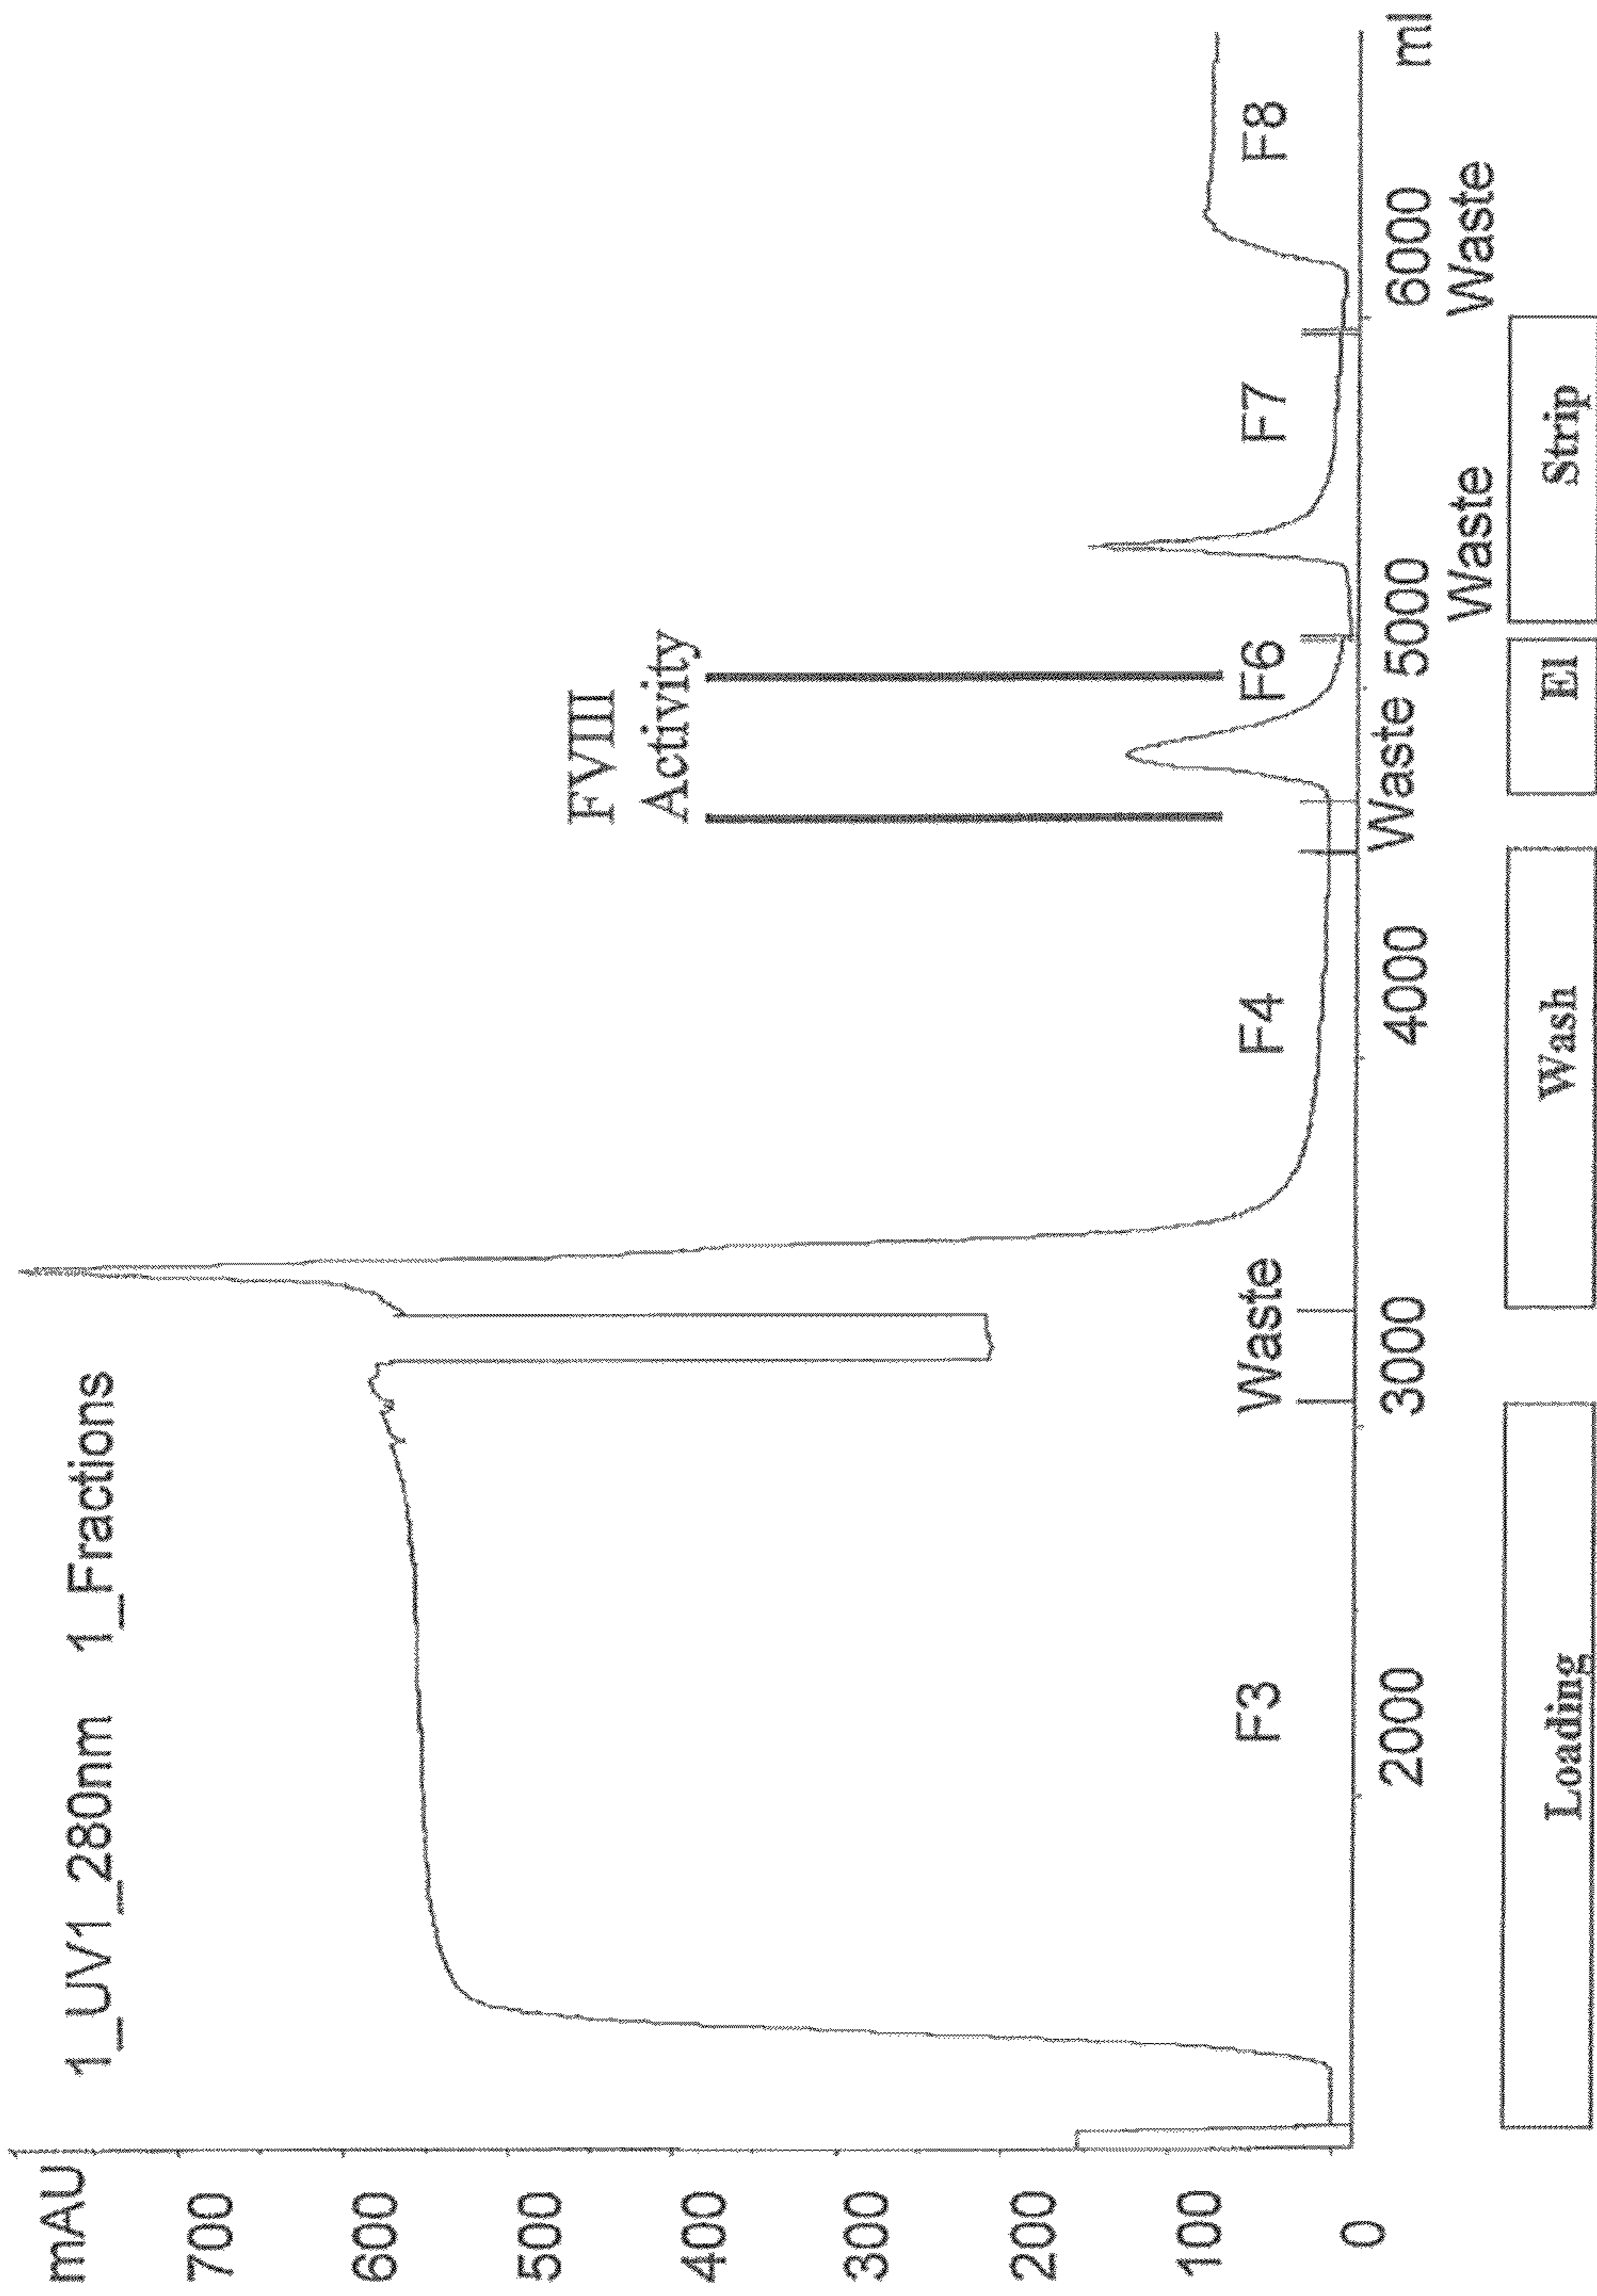 mAU
1_UV1_280nm 1_Fractions
700
600
500
400
300
200
100
0
FVIII
Activity
F3
Waste
F4
F6
F7
F8
2000
3000
4000
Waste
5000
6000
ml
Waste
Waste
Loading
Wash
El
Strip